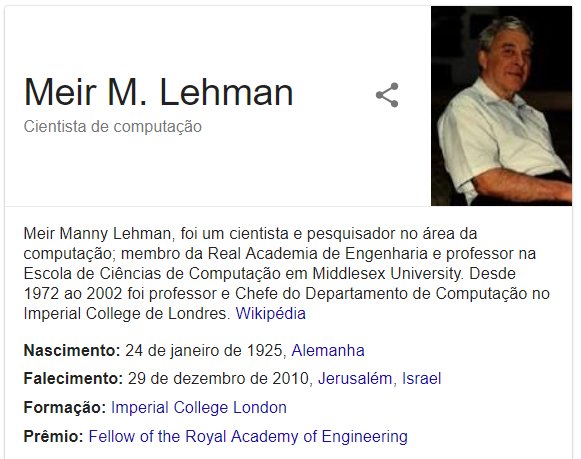 Meir M. Lehman
Cientista de computação
Meir Manny Lehman, foi um cientista e pesquisador no área da
computação; membro da Real Academia de Engenharia e professor na
Escola de Ciências de Computação em Middlesex University. Desde
1972 ao 2002 foi professor e Chefe do Departamento de Computação no
Imperial College de Londres. Wikipédia
Nascimento: 24 de janeiro de 1925, Alemanha
Falecimento: 29 de dezembro de 2010, Jerusalém, Israel
Formação: Imperial College London
Prêmio: Fellow of the Royal Academy of Engineering